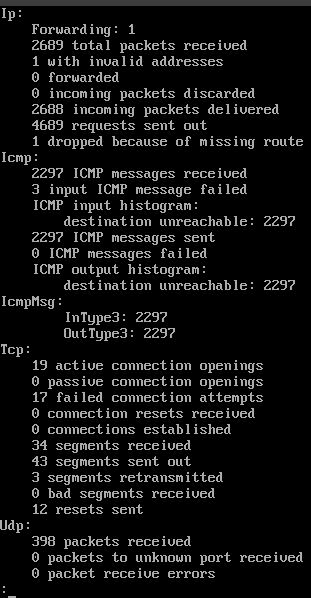 Ip:
Forwarding: 1
2689 total packets received
1 with invalid addresses
0 forwarded
0 incoming packets discarded
2688 incoming packets delivered
4689 requests sent out
1 dropped because of missing route
Icmp:
2297 ICMP messages received
3 input ICMP message failed
ICMP input histogram:
destination unreachable: 2297
2297 ICMP messages sent
0 ICMP messages failed
ICMP output histogram:
destination unreachable: 2297
IcmpMsg:
InType3: 2297
OutType3: 2297
Tcp:
19 active connection openings
0 passive connection openings
17 failed connection attempts
0 connection resets received
0 connections established
34 segments received
43 segments sent out
3 segments retransmitted
0 bad segments received
12 resets sent
Udp:
398 packets received
0 packets to unknown port received
0 packet receive errors
: